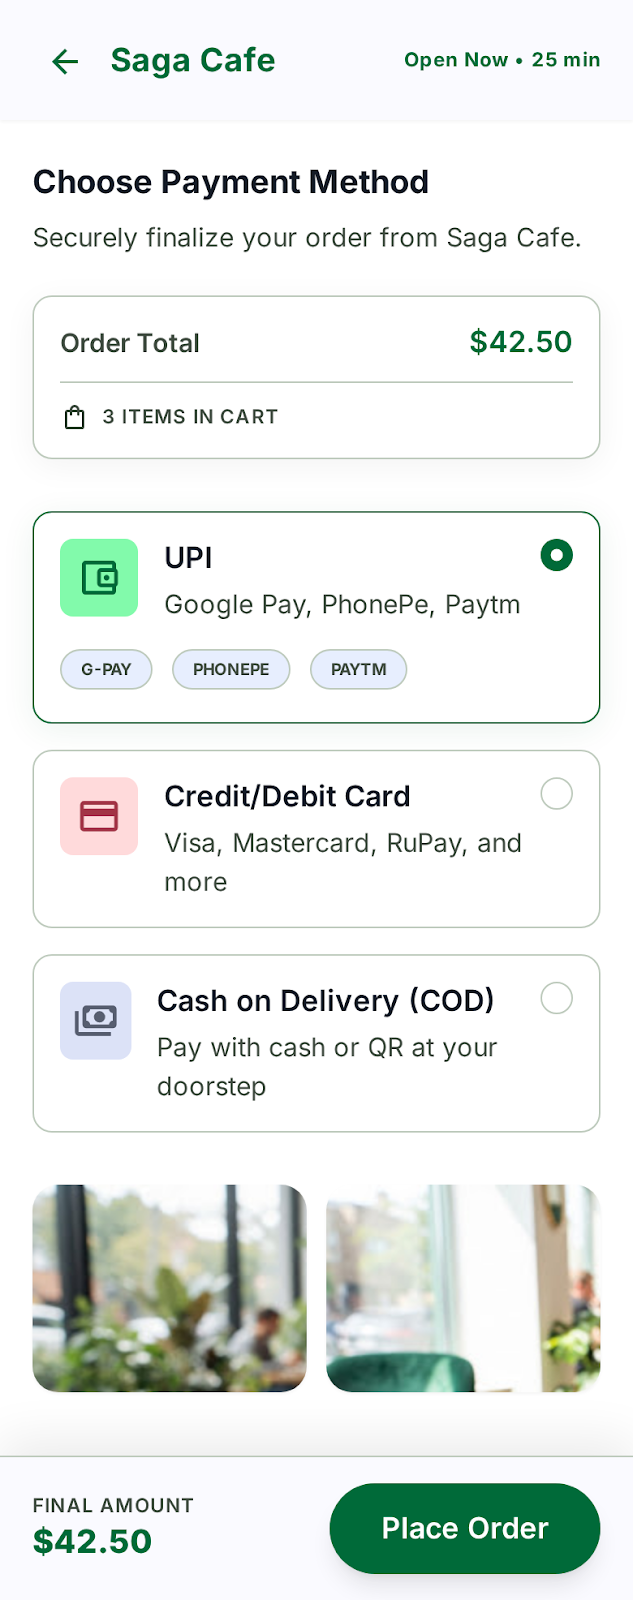 Saga Cafe
Open Now • 25 min
Choose Payment Method
Securely finalize your order from Saga Cafe.
Order Total
$42.50
3 ITEMS IN CART
UPI
Google Pay, PhonePe, Paytm
G-PAY
PHONEPE
PAYTM
Credit/Debit Card
Visa, Mastercard, RuPay, and
more
Cash on Delivery (COD)
Pay with cash or QR at your
doorstep
FINAL AMOUNT
$42.50
Place Order